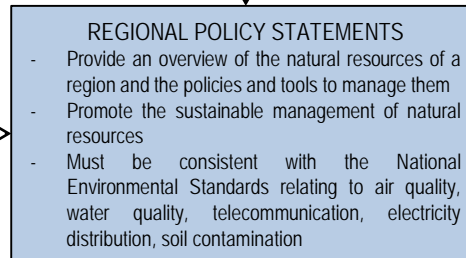 REGIONAL POLICY STATEMENTS
- Provide an overview of the natural resources of a
region and the policies and tools to manage them
- Promote the sustainable management of natural
resources
- Must be consistent with the National
Environmental Standards relating to air quality,
water quality, telecommunication, electricity
distribution, soil contamination